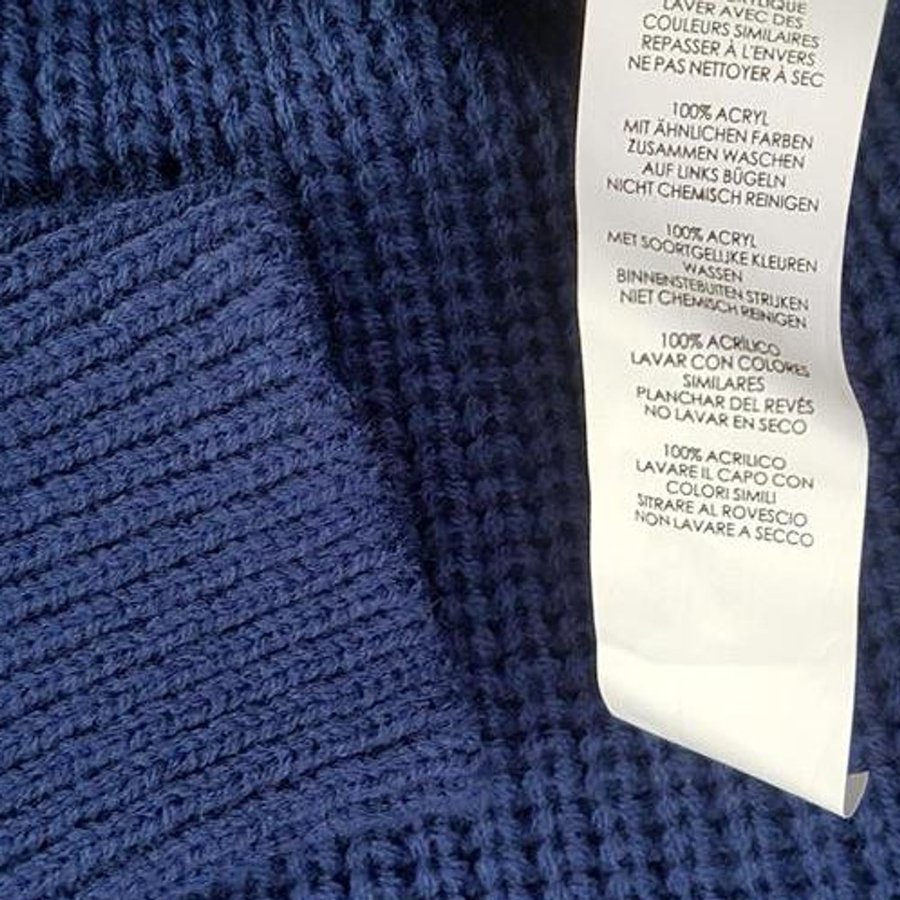 LAVER AVEC DES
COULEURS SIMILAIRES
REPASSER À L'ENVERS
NE PAS NETTOYER À SEC
100% ACRYL
MIT ÄHNLICHEN FARBEN
ZUSAMMEN WASCHEN
AUF LINKS BÜGELN
NICHT CHEMISCH REINIGEN
100% ACRYL
MET SOORTGELIJKE KLEUREN
WASSEN
BINNENSTEBUITEN STRIJKEN
NIET CHEMISCH REINIGEN
100% ACRÍLICO
LAVAR CON COLORES
SIMILARES
PLANCHAR DEL REVÉS
NO LAVAR EN SECO
100% ACRILICO
LAVARE IL CAPO CON
COLORI SIMILI
STIRARE AL ROVESCIO
NON LAVARE A SECCO